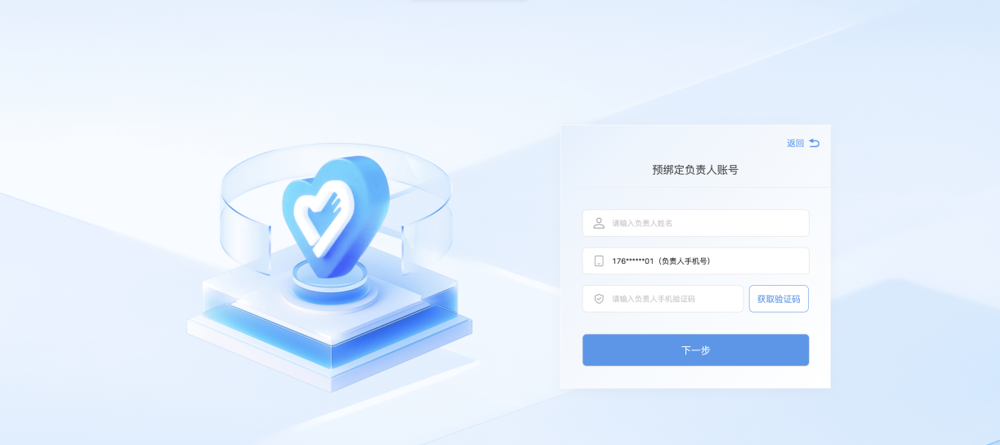 返回
预绑定负责人账号
请输入负责人姓名
176******01（负责人手机号）
请输入负责人手机验证码
获取验证码
下一步